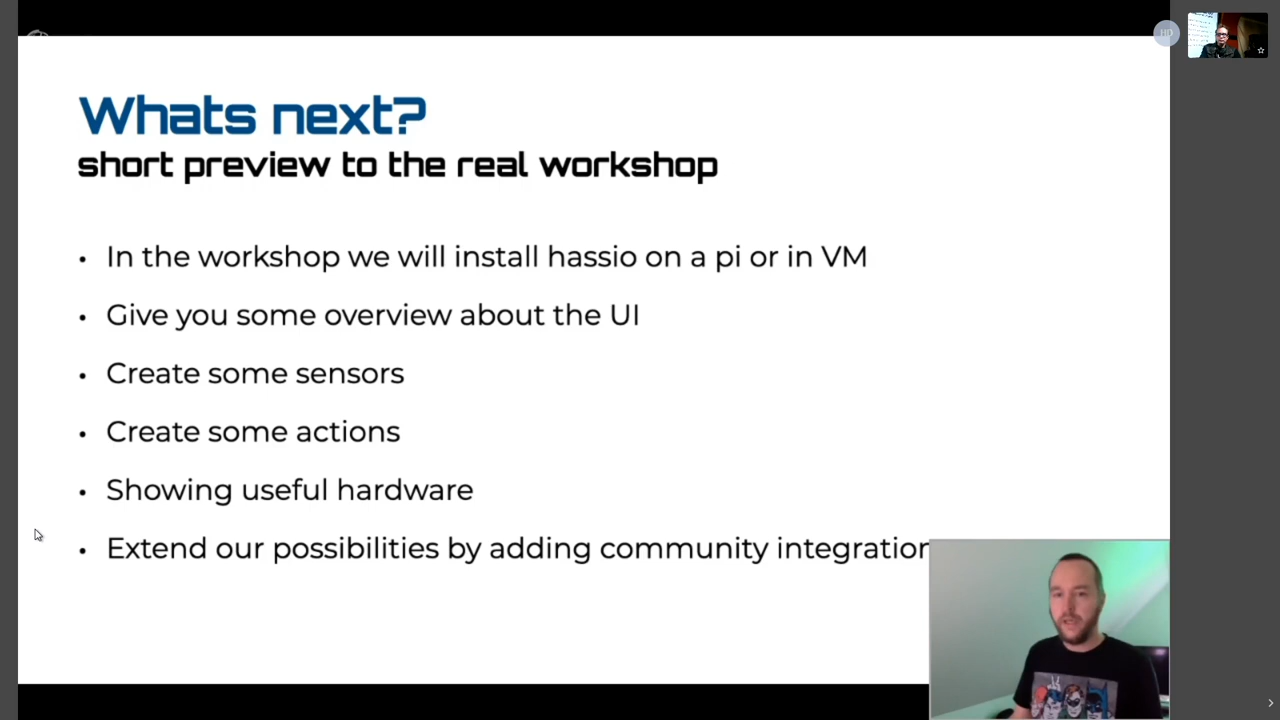 HD
Whats next?
short preview to the real workshop
• In the workshop we will install hassio on a pi or in VM
• Give you some overview about the UI
• Create some sensors
• Create some actions
• Showing useful hardware
• Extend our possibilities by adding community integration